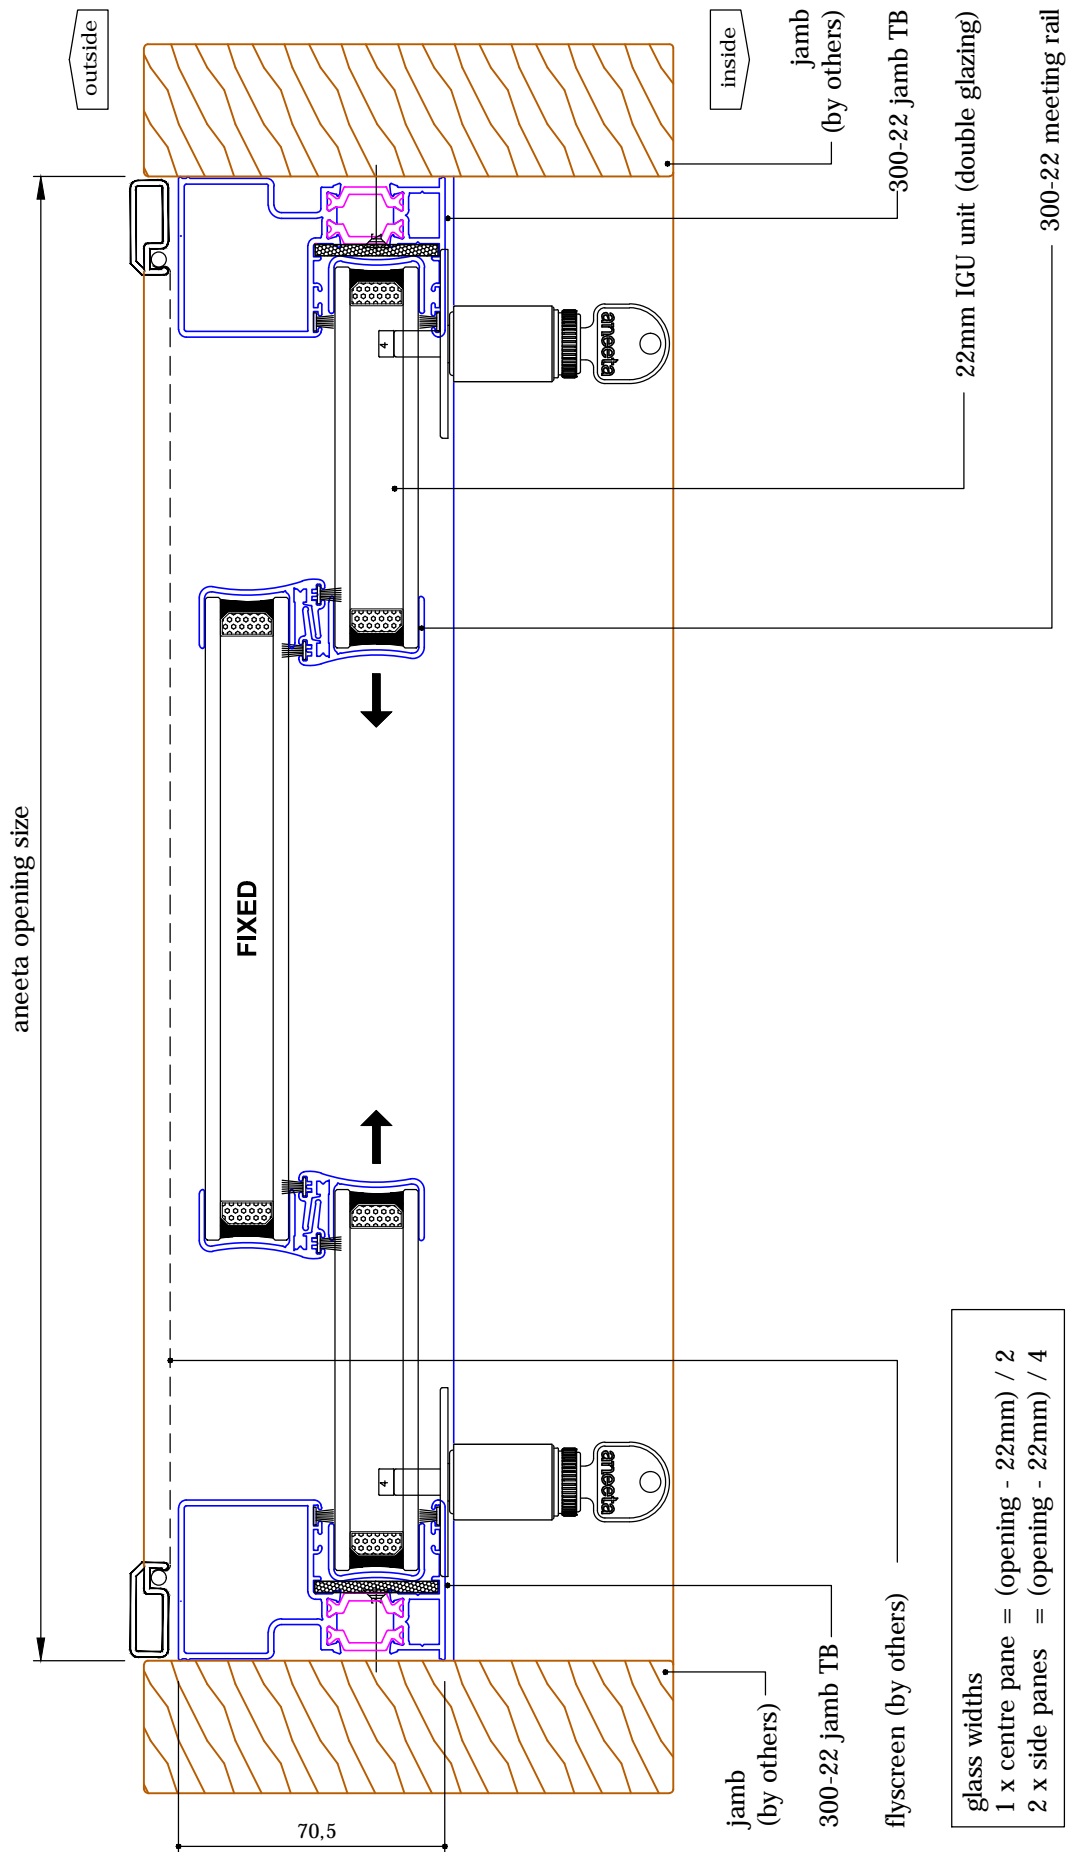 outside
inside
aneeta opening size
jamb
(by others)
300-22 jamb TB
22mm IGU unit (double glazing)
300-22 meeting rail
aneeta
4
FIXED
4
aneeta
jamb
(by others)
300-22 jamb TB
flyscreen (by others)
glass widths
1 x centre pane = (opening - 22mm) / 2
2 x side panes = (opening - 22mm) / 4
70,5